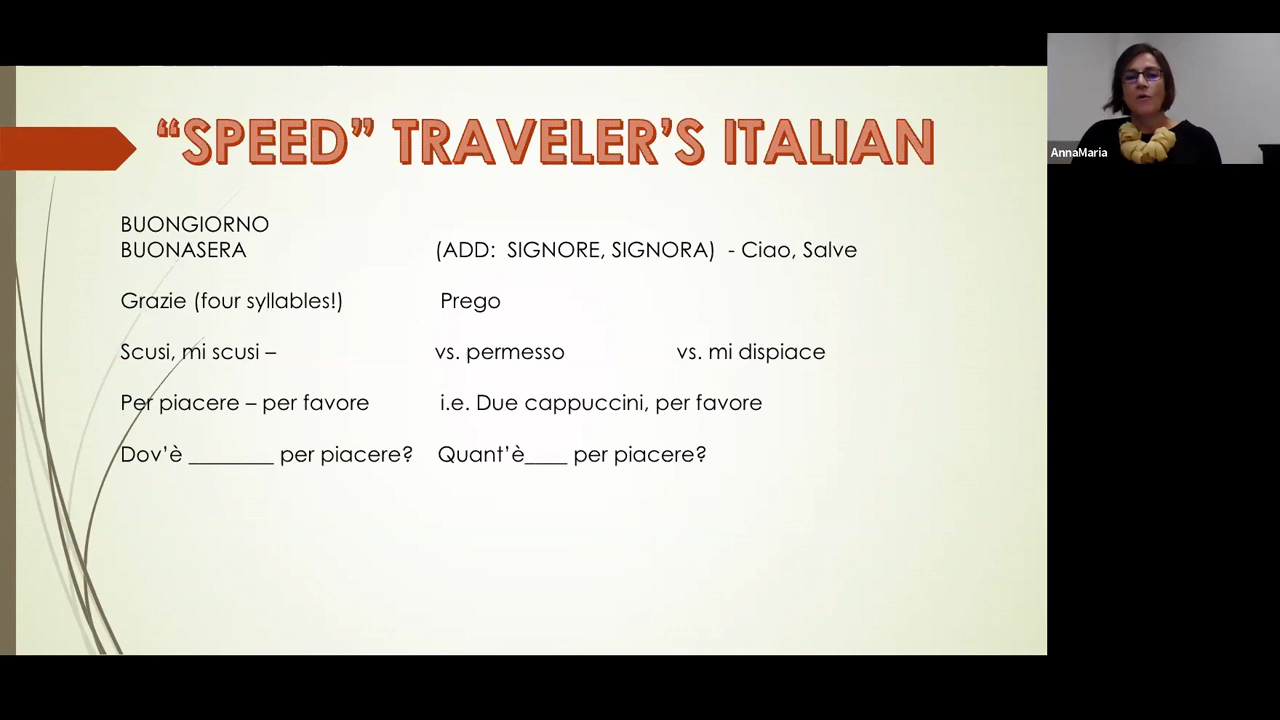 “SPEED” TRAVELER’S ITALIAN
BUONGIORNO
BUONASERA (ADD: SIGNORE, SIGNORA) - Ciao, Salve
Grazie (four syllables!) Prego
Scusi, mi scusi – vs. permesso vs. mi dispiace
Per piacere – per favore i.e. Due cappuccini, per favore
Dov’è ________ per piacere? Quant’è____ per piacere?
AnnaMaria